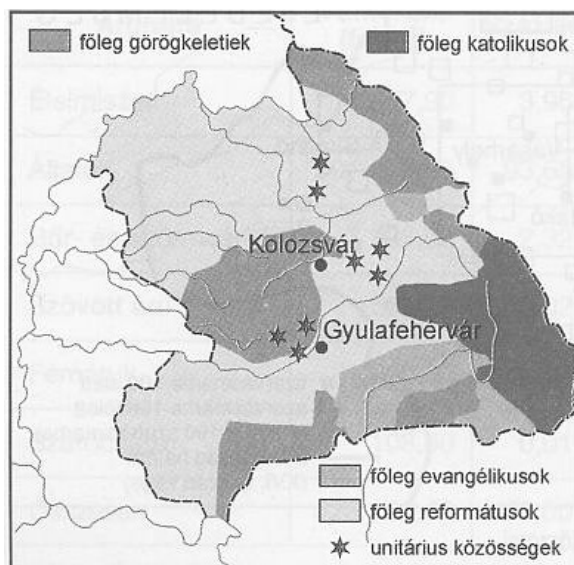 főleg görögkeletiek
főleg katolikusok
Kolozsvár
Gyulafehérvár
főleg evangélikusok
főleg reformátusok
unitárius közösségek